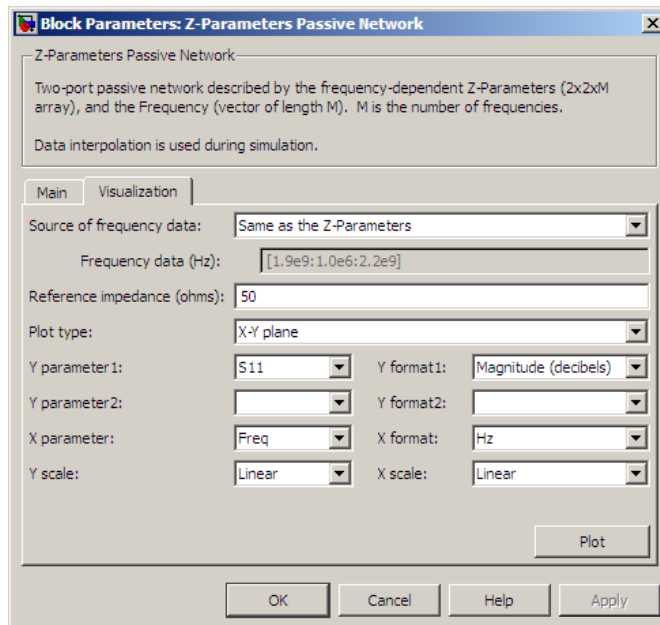 Block Parameters: Z-Parameters Passive Network
Z-Parameters Passive Network
Two-port passive network described by the frequency-dependent Z-Parameters (2x2xM
array), and the Frequency (vector of length M).  M is the number of frequencies.
Data interpolation is used during simulation.
Main Visualization
Source of frequency data: Same as the Z-Parameters
Frequency data (Hz): [1.9e9:1.0e6:2.2e9]
Reference impedance (ohms): 50
Plot type: X-Y plane
Y parameter1: S11 Y format1: Magnitude (decibels)
Y parameter2: Y format2:
X parameter: Freq X format: Hz
Y scale: Linear X scale: Linear
Plot
OK Cancel Help Apply